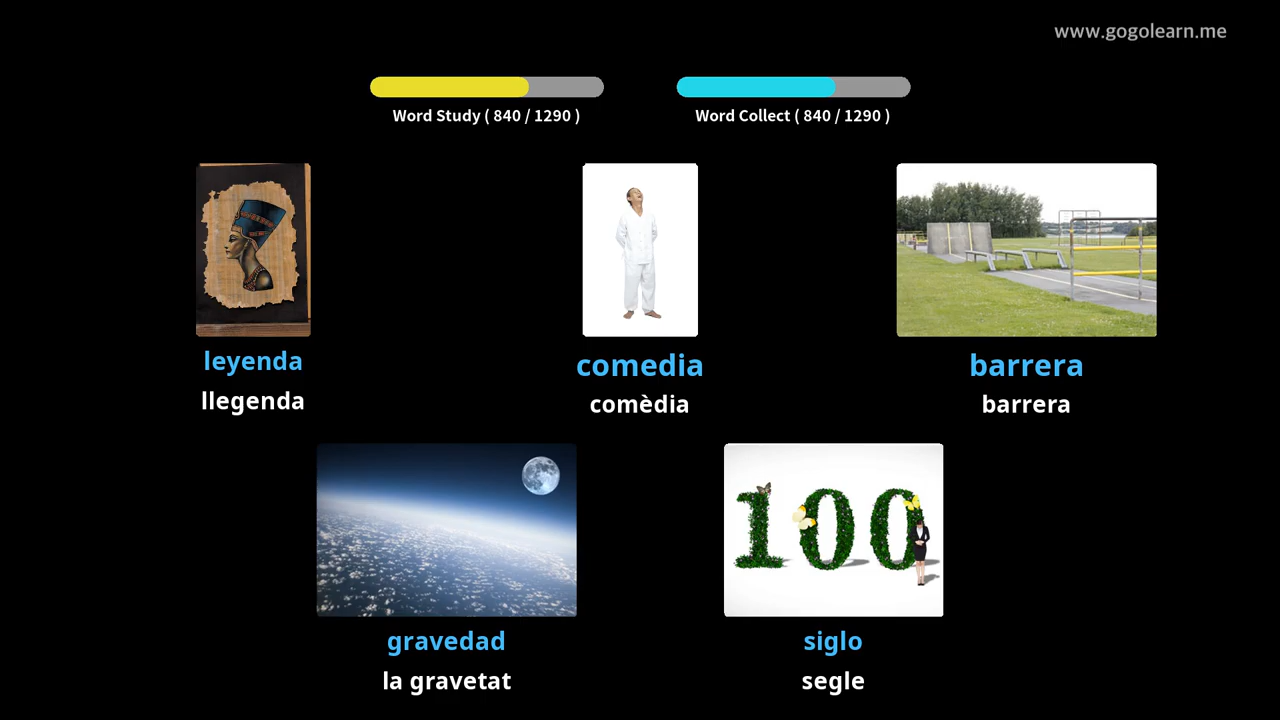 www.gogolearn.me
Word Study ( 840 / 1290 )
Word Collect ( 840 / 1290 )
leyenda
llegenda
comedia
comèdia
barrera
barrera
gravedad
la gravetat
100
siglo
segle